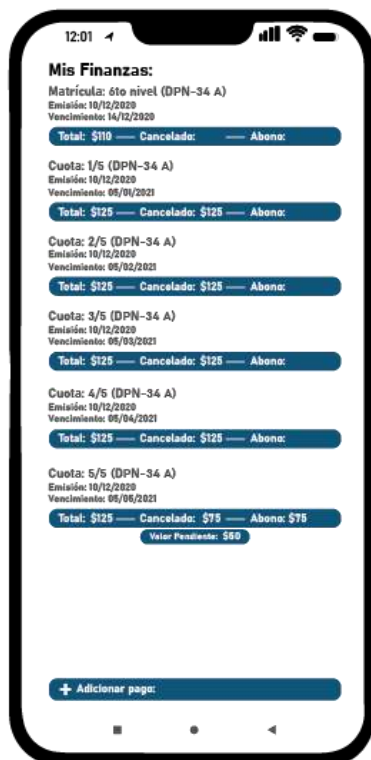 12:01
Mis Finanzas:
Matrícula: 6to nivel (DPN-34 A)
Emisión: 10/12/2020
Vencimiento: 14/12/2020
Total: $110 — Cancelado: — Abono:
Cuota: 1/5 (DPN-34 A)
Emisión: 10/12/2020
Vencimiento: 05/01/2021
Total: $125 — Cancelado: $125 — Abono:
Cuota: 2/5 (DPN-34 A)
Emisión: 10/12/2020
Vencimiento: 05/02/2021
Total: $125 — Cancelado: $125 — Abono:
Cuota: 3/5 (DPN-34 A)
Emisión: 10/12/2020
Vencimiento: 05/03/2021
Total: $125 — Cancelado: $125 — Abono:
Cuota: 4/5 (DPN-34 A)
Emisión: 10/12/2020
Vencimiento: 05/04/2021
Total: $125 — Cancelado: $125 — Abono:
Cuota: 5/5 (DPN-34 A)
Emisión: 10/12/2020
Vencimiento: 05/05/2021
Total: $125 — Cancelado: $75 — Abono: $75
Valor Pendiente: $50
+ Adicionar pago: